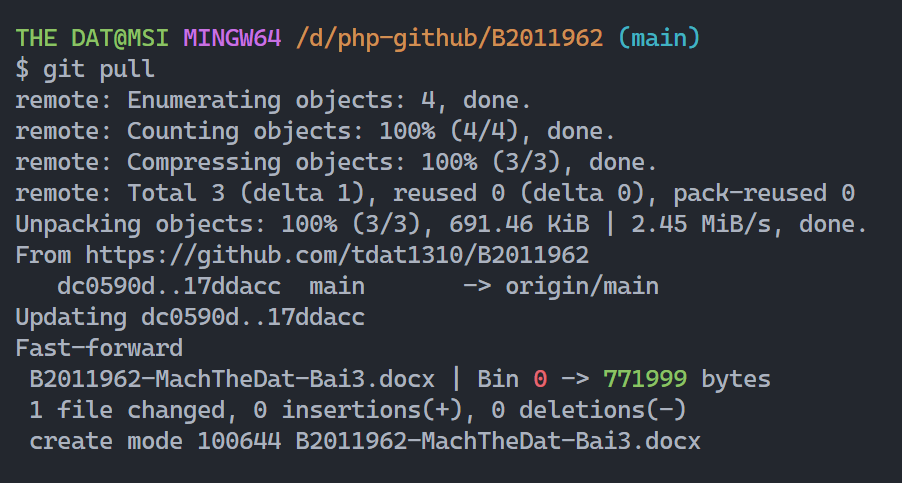 THE DAT@MSI MINGW64 /d/php-github/B2011962 (main)
$ git pull
remote: Enumerating objects: 4, done.
remote: Counting objects: 100% (4/4), done.
remote: Compressing objects: 100% (3/3), done.
remote: Total 3 (delta 1), reused 0 (delta 0), pack-reused 0
Unpacking objects: 100% (3/3), 691.46 KiB | 2.45 MiB/s, done.
From https://github.com/tdat1310/B2011962
   dc0590d..17ddacc  main       -> origin/main
Updating dc0590d..17ddacc
Fast-forward
 B2011962-MachTheDat-Bai3.docx | Bin 0 -> 771999 bytes
 1 file changed, 0 insertions(+), 0 deletions(-)
 create mode 100644 B2011962-MachTheDat-Bai3.docx